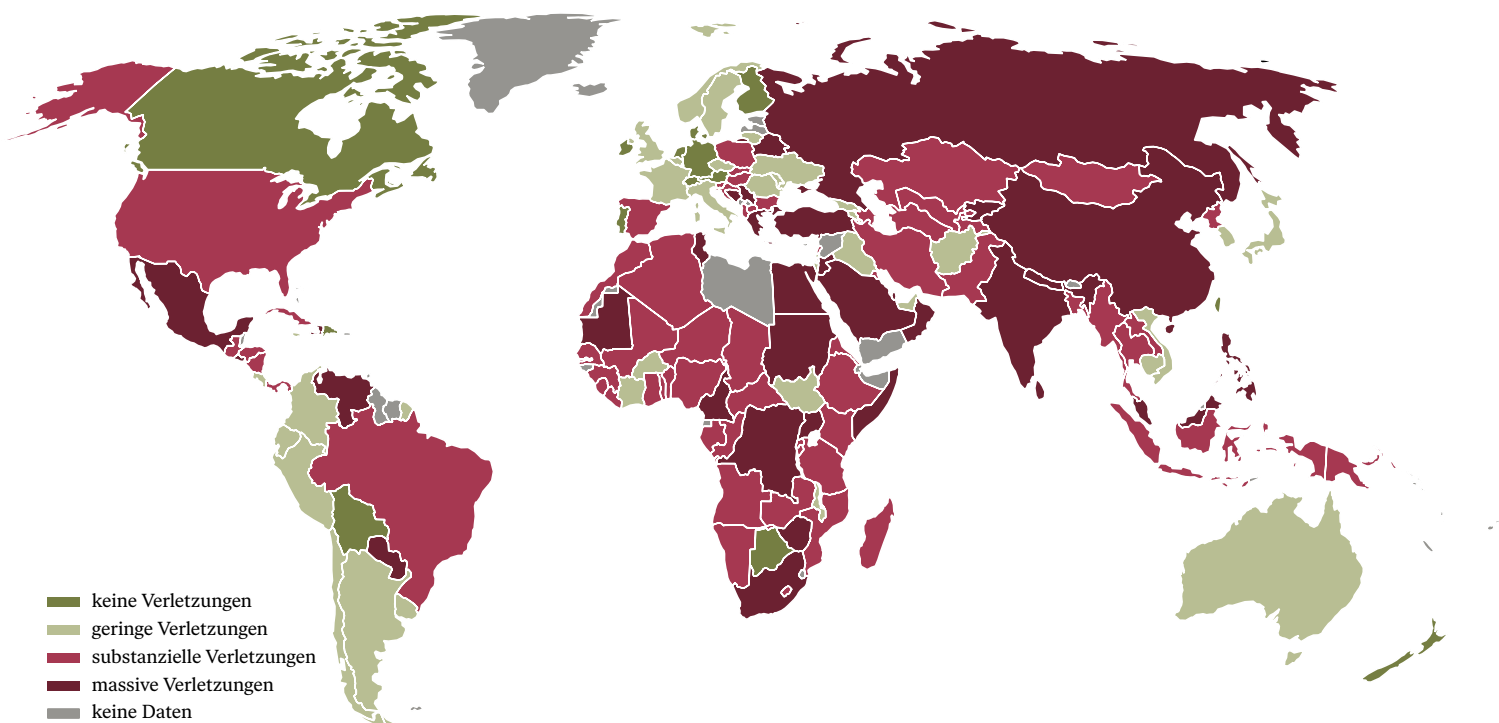 keine Verletzungen
geringe Verletzungen
substanzielle Verletzungen
massive Verletzungen
keine Daten